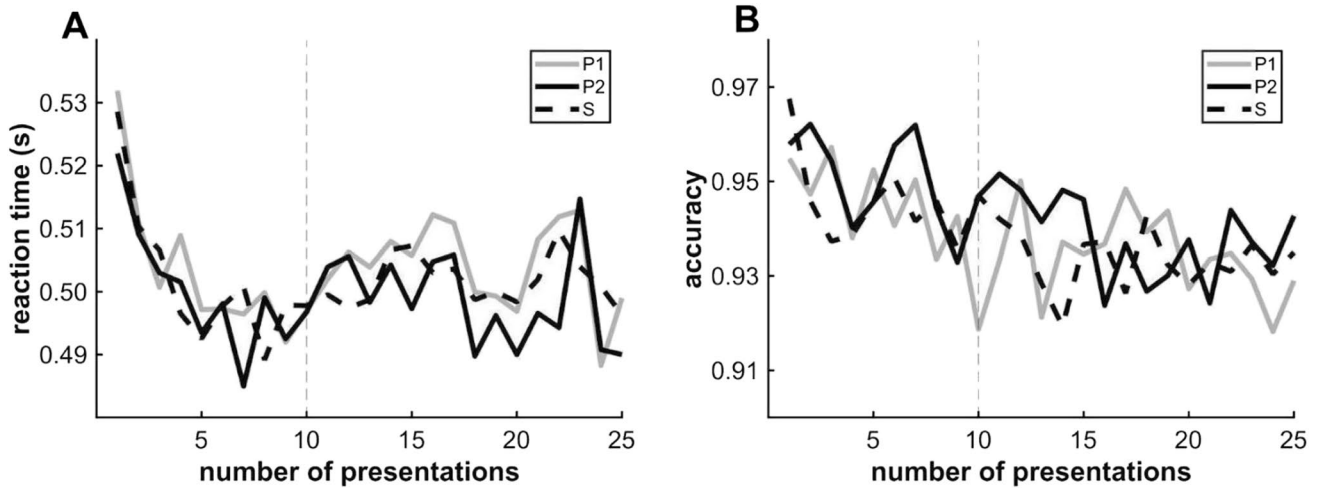 A
reaction time (s)
0.53
0.52
0.51
0.50
0.49
P1
P2
S
5 10 15 20 25
number of presentations
B
accuracy
0.97
0.95
0.93
0.91
P1
P2
S
5 10 15 20 25
number of presentations